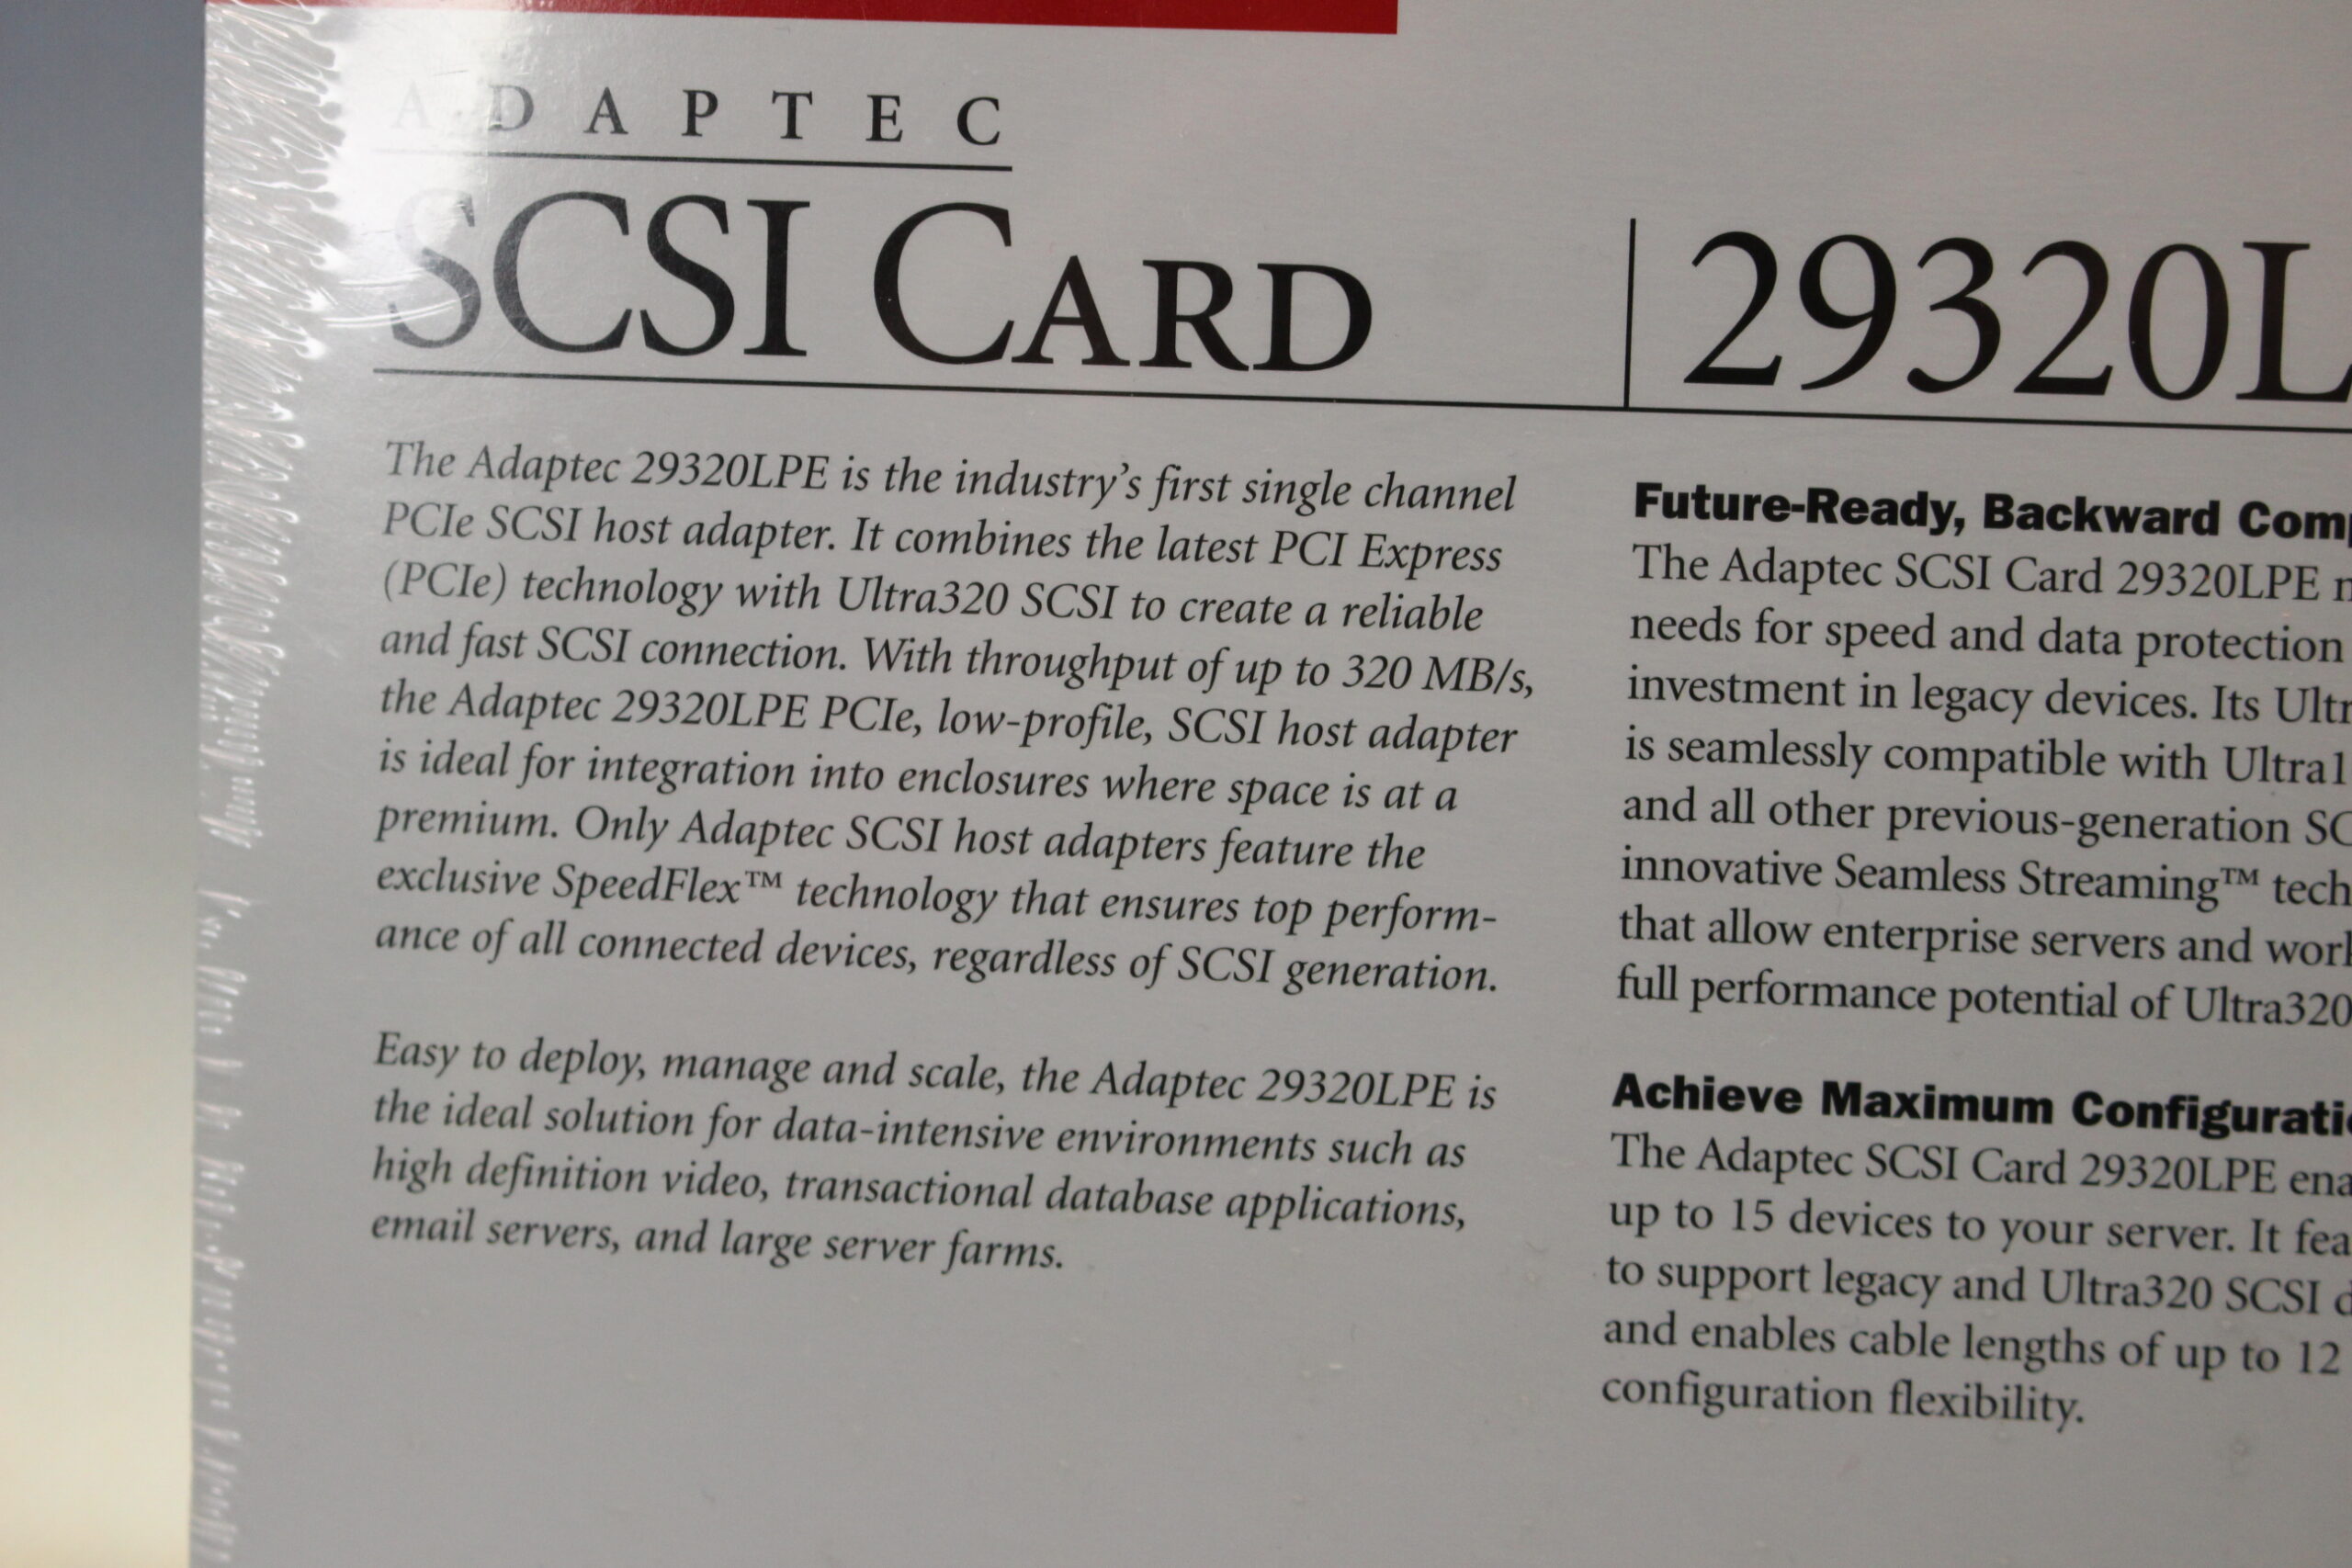 ADAPTEC
SCSI CARD
29320L
The Adaptec 29320LPE is the industry's first single channel
PCIe SCSI host adapter. It combines the latest PCI Express
(PCIe) technology with Ultra320 SCSI to create a reliable
and fast SCSI connection. With throughput of up to 320 MB/s,
the Adaptec 29320LPE PCIe, low-profile, SCSI host adapter
is ideal for integration into enclosures where space is at a
premium. Only Adaptec SCSI host adapters feature the
exclusive SpeedFlex™ technology that ensures top perform-
ance of all connected devices, regardless of SCSI generation.
Easy to deploy, manage and scale, the Adaptec 29320LPE is
the ideal solution for data-intensive environments such as
high definition video, transactional database applications,
email servers, and large server farms.
Future-Ready, Backward
The Adaptec SCSI Card 29320LPE
needs for speed and data protection
investment in legacy devices. Its
is seamlessly compatible with
and all other previous-generation
innovative Seamless Streaming™
that allow enterprise servers and
full performance potential of Ultra320
Achieve Maximum
The Adaptec SCSI Card 29320LPE
up to 15 devices to your server. It
to support legacy and Ultra320 SCSI
and enables cable lengths of up to 12
configuration flexibility.